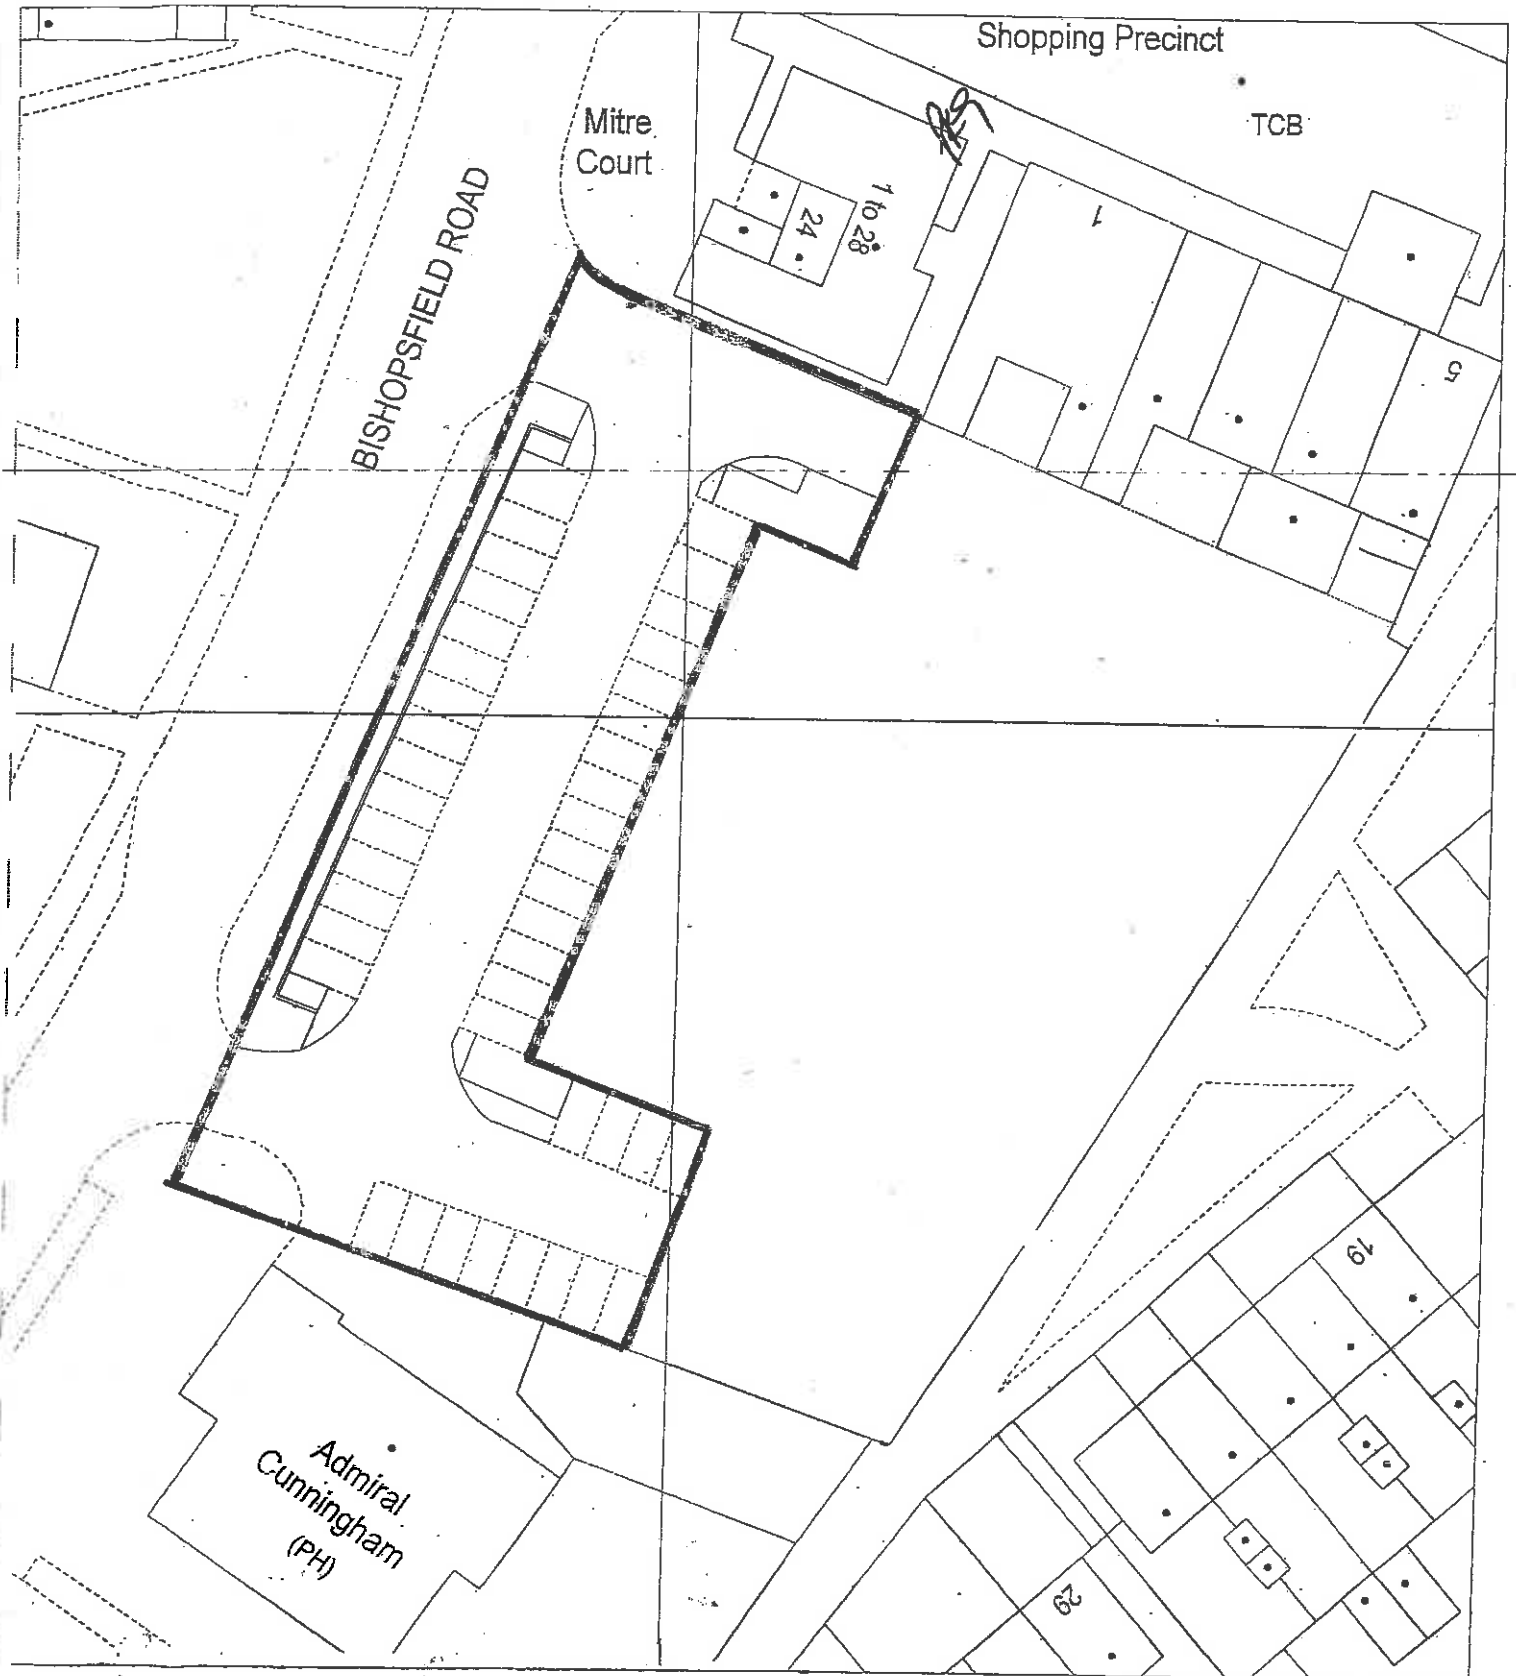 Shopping Precinct
TCB
Mitre
Court
1 to 28
24
1
5
BISHOPSFIELD ROAD
19
29
Admiral
Cunningham
(PH)